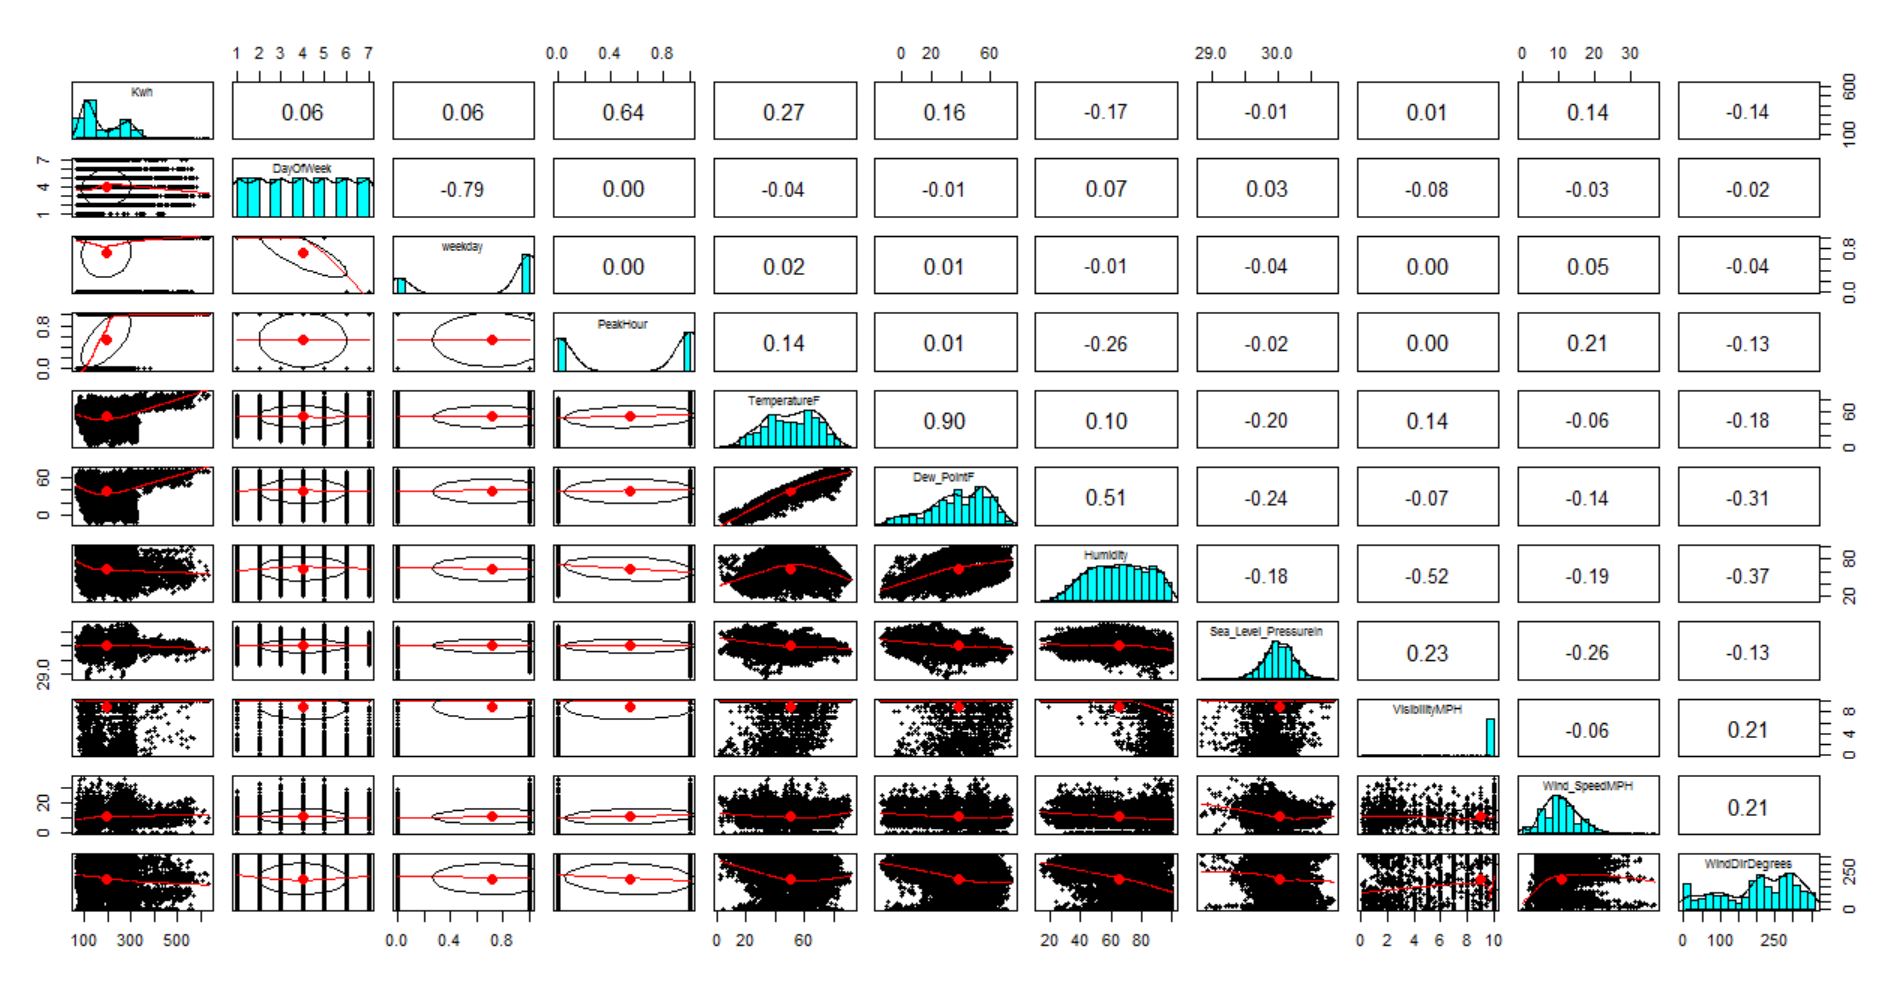 1 2 3 4 5 6 7 0.0 0.4 0.8 0 20 60 29.0 30.0 0 10 20 30
Kwh 0.06 0.06 0.64 0.27 0.16 -0.17 -0.01 0.01 0.14 -0.14 100 600
1 4 7 DayOfWeek -0.79 0.00 -0.04 -0.01 0.07 0.03 -0.08 -0.03 -0.02
weekday 0.00 0.02 0.01 -0.01 -0.04 0.00 0.05 -0.04 0.0 0.8
0.0 0.8 PeakHour 0.14 0.01 -0.26 -0.02 0.00 0.21 -0.13
TemperatureF 0.90 0.10 -0.20 0.14 -0.06 -0.18 0 60
0 60 Dew_PointF 0.51 -0.24 -0.07 -0.14 -0.31
Humidity -0.18 -0.52 -0.19 -0.37 20 80
29.0 Sea_Level_PressureIn 0.23 -0.26 -0.13
VisibilityMPH -0.06 0.21 0 4 8
0 20 Wind_SpeedMPH 0.21
WindDirDegrees 0 250
100 300 500 0.0 0.4 0.8 0 20 60 20 40 60 80 0 2 4 6 8 10 0 100 250